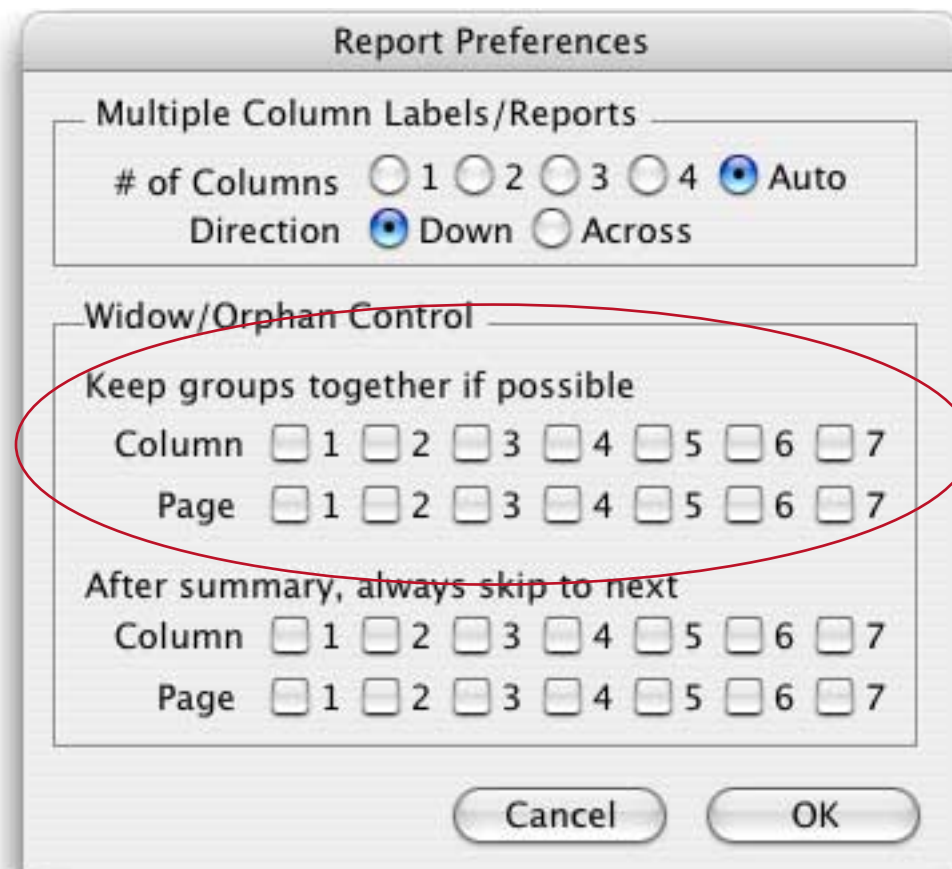 Report Preferences
Multiple Column Labels/Reports
# of Columns 1 2 3 4 Auto
Direction Down Across
Widow/Orphan Control
Keep groups together if possible
Column 1 2 3 4 5 6 7
Page 1 2 3 4 5 6 7
After summary, always skip to next
Column 1 2 3 4 5 6 7
Page 1 2 3 4 5 6 7
Cancel OK